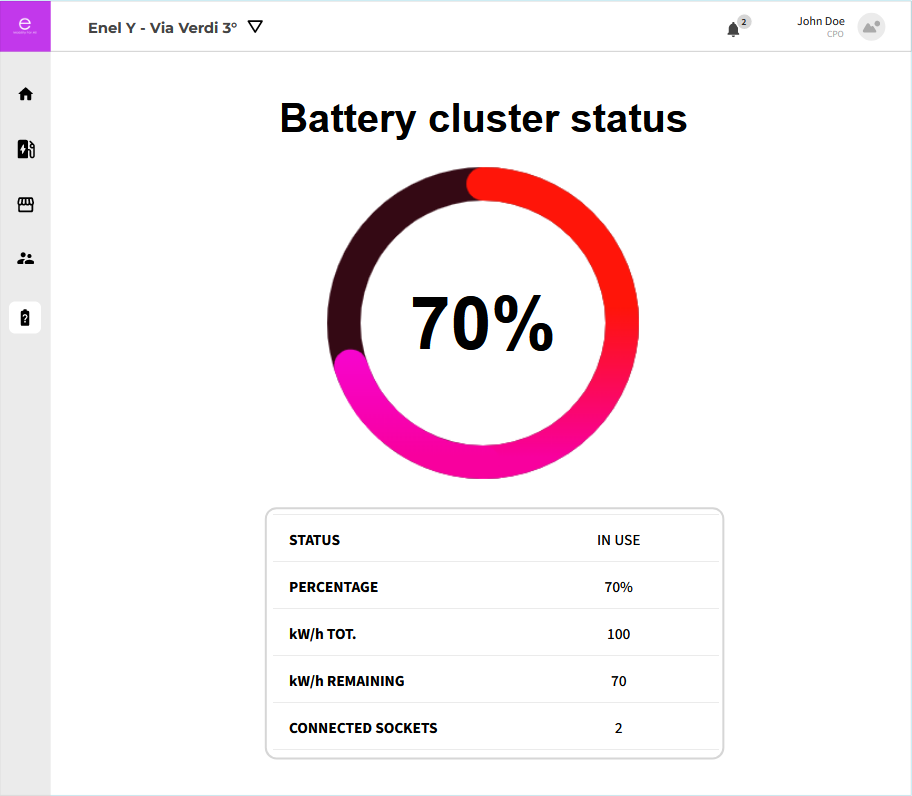 e
Enel Y - Via Verdi 3°
2
John Doe
CPO
Battery cluster status
70%
STATUS IN USE
PERCENTAGE 70%
kW/h TOT. 100
kW/h REMAINING 70
CONNECTED SOCKETS 2